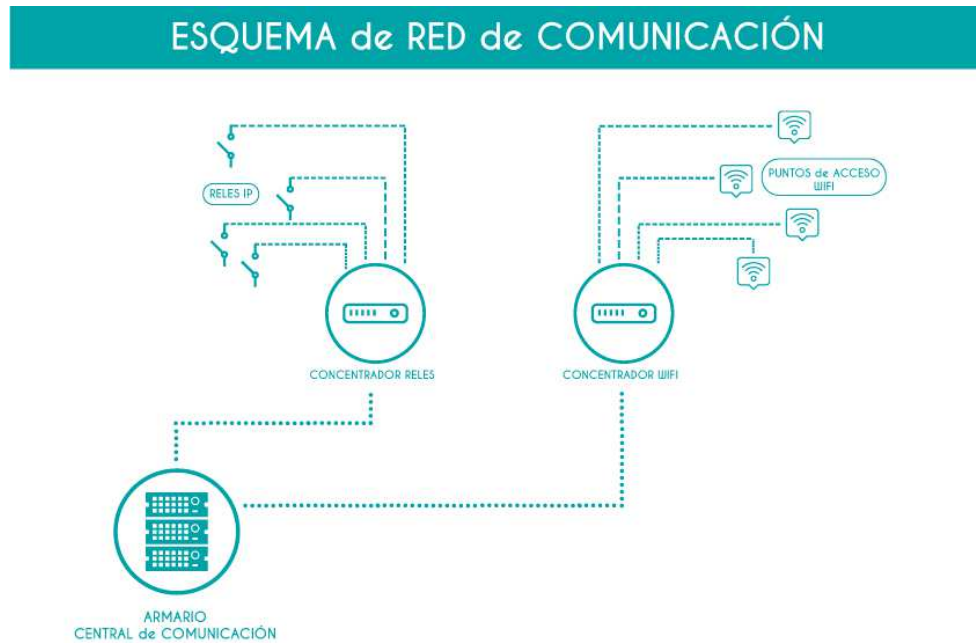 ESQUEMA de RED de COMUNICACIÓN
RELES IP
PUNTOS de ACCESO
WIFI
CONCENTRADOR RELES
CONCENTRADOR WIFI
ARMARIO
CENTRAL de COMUNICACIÓN